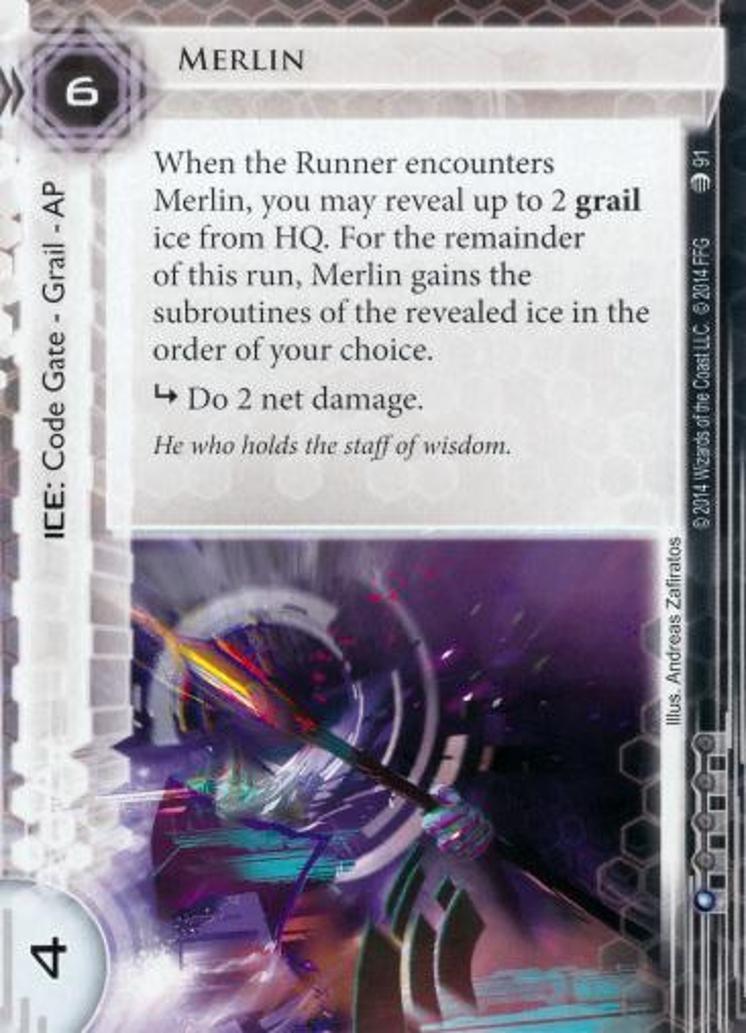 MERLIN
6
When the Runner encounters
Merlin, you may reveal up to 2 grail
ice from HQ. For the remainder
of this run, Merlin gains the
subroutines of the revealed ice in the
order of your choice.
↳ Do 2 net damage.
He who holds the staff of wisdom.
ICE: Code Gate - Grail - AP
4
91
©2014 Wizards of the Coast LLC. ©2014 FFG
Illus. Andreas Zafiratos